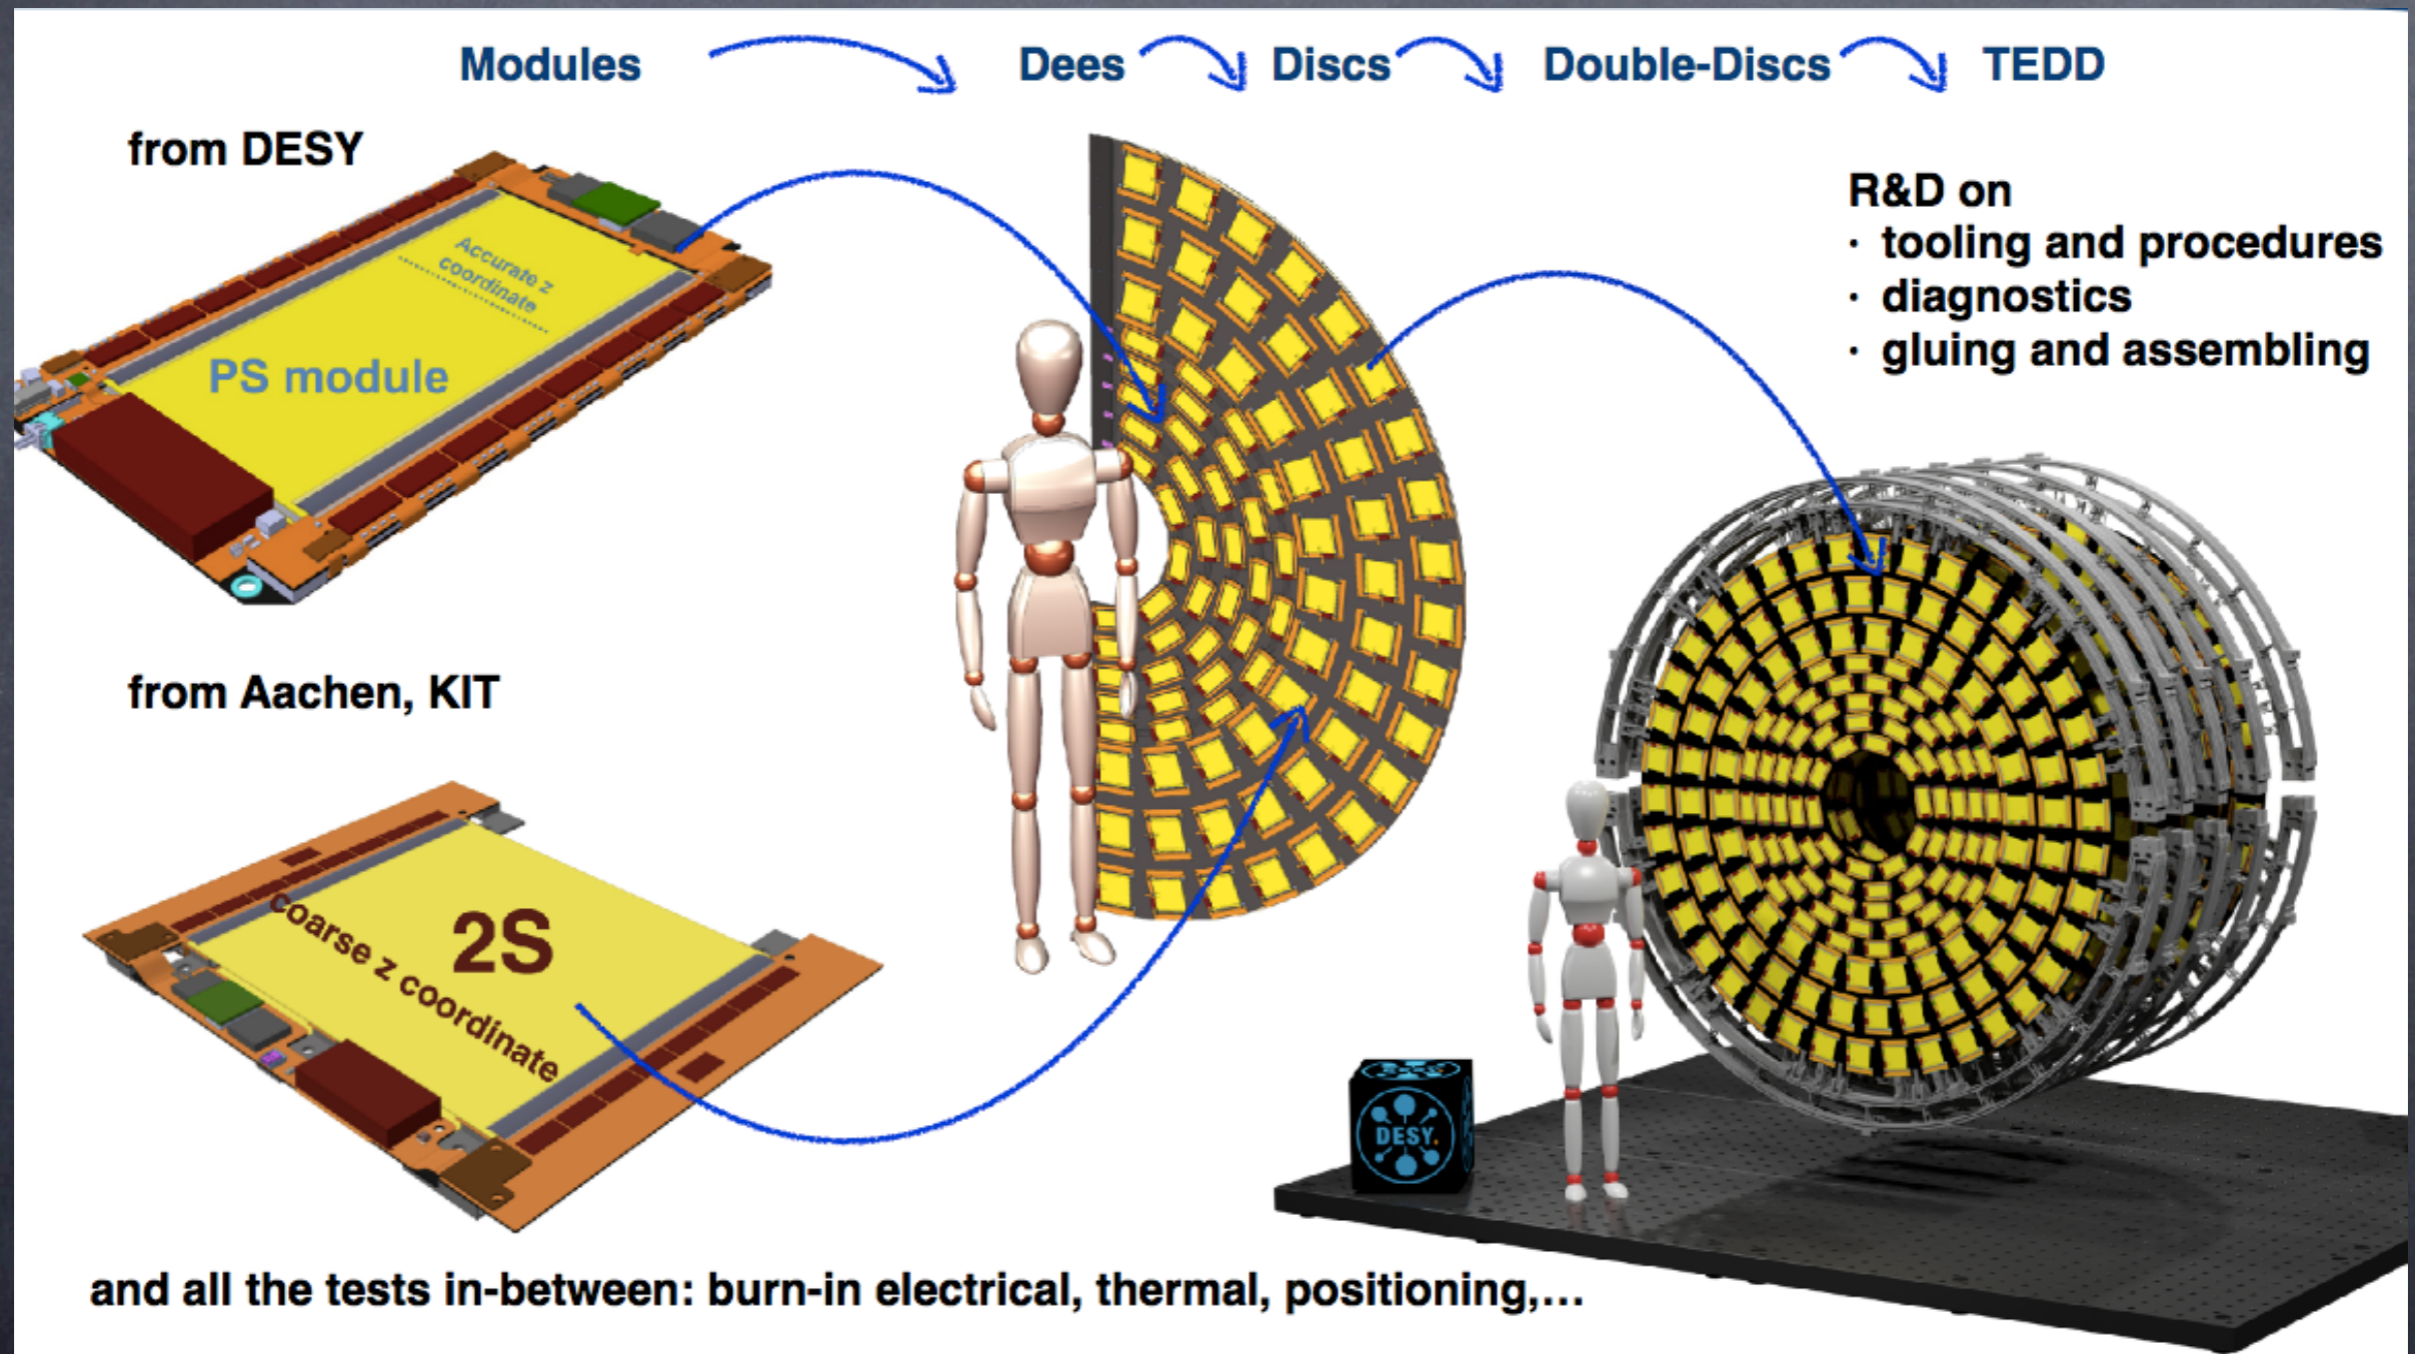 Modules Dees Discs Double-Discs TEDD
from DESY
Accurate z
coordinate
PS module
R&D on
· tooling and procedures
· diagnostics
· gluing and assembling
from Aachen, KIT
2S
coarse z coordinate
DESY.
and all the tests in-between: burn-in electrical, thermal, positioning,...